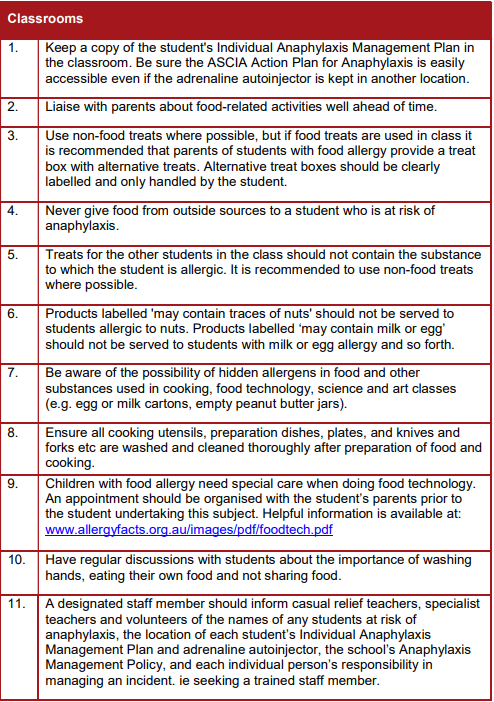 Classrooms
1. Keep a copy of the student's Individual Anaphylaxis Management Plan in
the classroom. Be sure the ASCIA Action Plan for Anaphylaxis is easily
accessible even if the adrenaline autoinjector is kept in another location.
2. Liaise with parents about food-related activities well ahead of time.
3. Use non-food treats where possible, but if food treats are used in class it
is recommended that parents of students with food allergy provide a treat
box with alternative treats. Alternative treat boxes should be clearly
labelled and only handled by the student.
4. Never give food from outside sources to a student who is at risk of
anaphylaxis.
5. Treats for the other students in the class should not contain the substance
to which the student is allergic. It is recommended to use non-food treats
where possible.
6. Products labelled 'may contain traces of nuts' should not be served to
students allergic to nuts. Products labelled ‘may contain milk or egg’
should not be served to students with milk or egg allergy and so forth.
7. Be aware of the possibility of hidden allergens in food and other
substances used in cooking, food technology, science and art classes
(e.g. egg or milk cartons, empty peanut butter jars).
8. Ensure all cooking utensils, preparation dishes, plates, and knives and
forks etc are washed and cleaned thoroughly after preparation of food and
cooking.
9. Children with food allergy need special care when doing food technology.
An appointment should be organised with the student’s parents prior to
the student undertaking this subject. Helpful information is available at:
www.allergyfacts.org.au/images/pdf/foodtech.pdf
10. Have regular discussions with students about the importance of washing
hands, eating their own food and not sharing food.
11. A designated staff member should inform casual relief teachers, specialist
teachers and volunteers of the names of any students at risk of
anaphylaxis, the location of each student’s Individual Anaphylaxis
Management Plan and adrenaline autoinjector, the school’s Anaphylaxis
Management Policy, and each individual person’s responsibility in
managing an incident. ie seeking a trained staff member.